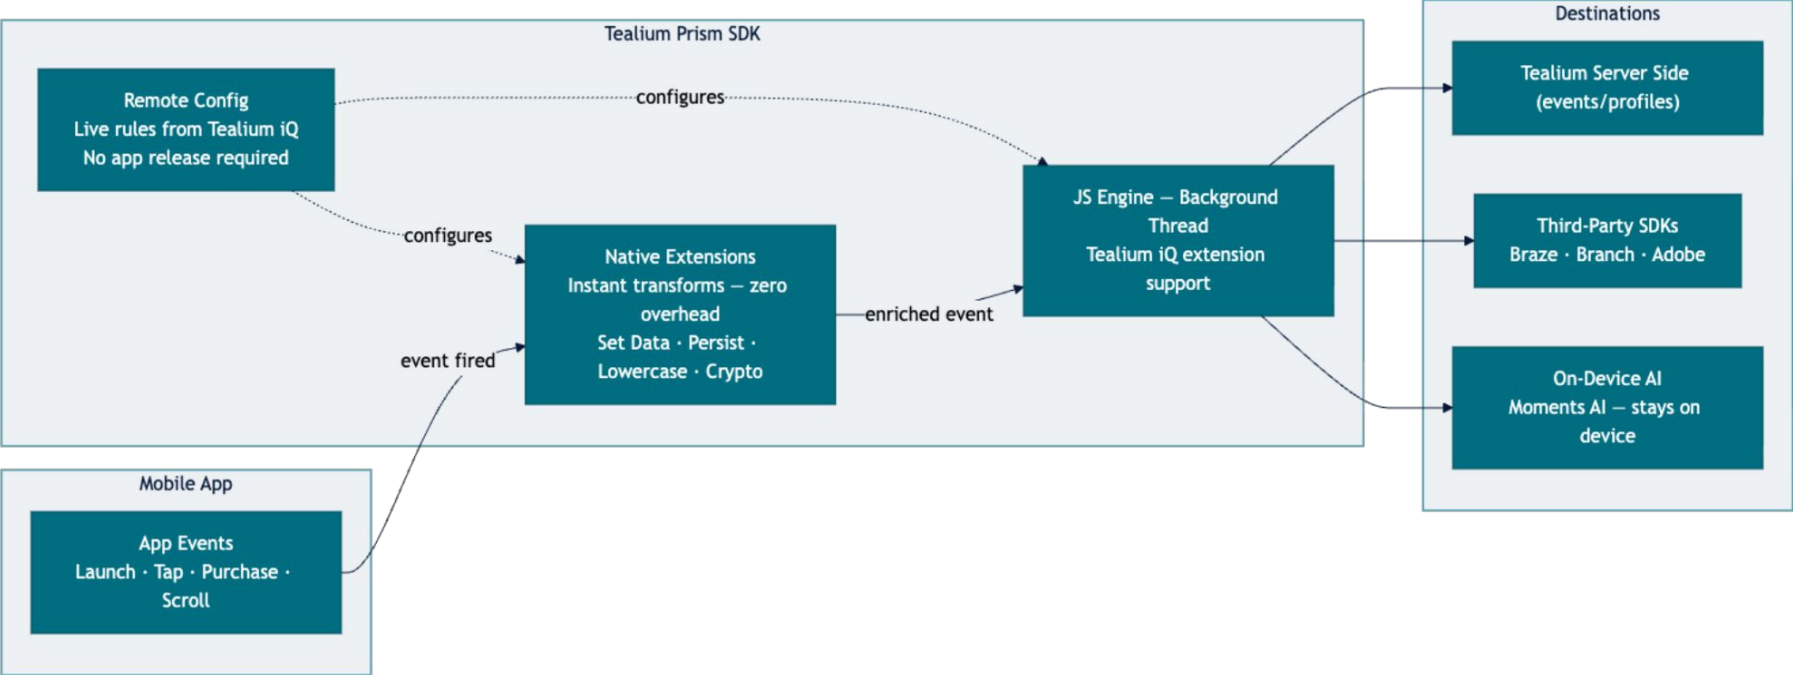 Tealium Prism SDK
Remote Config
Live rules from Tealium iQ
No app release required
configures
configures
Native Extensions
Instant transforms — zero
overhead
Set Data · Persist ·
Lowercase · Crypto
event fired
enriched event
JS Engine — Background
Thread
Tealium iQ extension
support
Mobile App
App Events
Launch · Tap · Purchase ·
Scroll
Destinations
Tealium Server Side
(events/profiles)
Third-Party SDKs
Braze · Branch · Adobe
On-Device AI
Moments AI — stays on
device